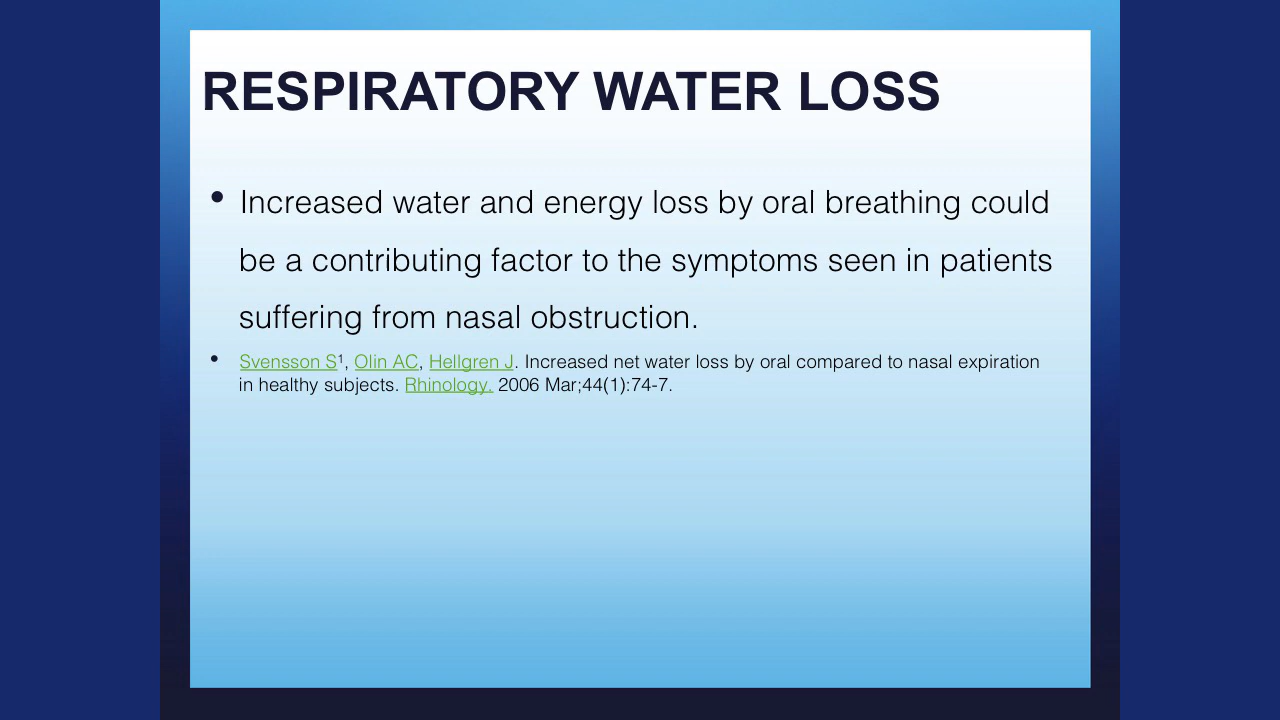 RESPIRATORY WATER LOSS
• Increased water and energy loss by oral breathing could
be a contributing factor to the symptoms seen in patients
suffering from nasal obstruction.
• Svensson S¹, Olin AC, Hellgren J. Increased net water loss by oral compared to nasal expiration
in healthy subjects. Rhinology. 2006 Mar;44(1):74-7.